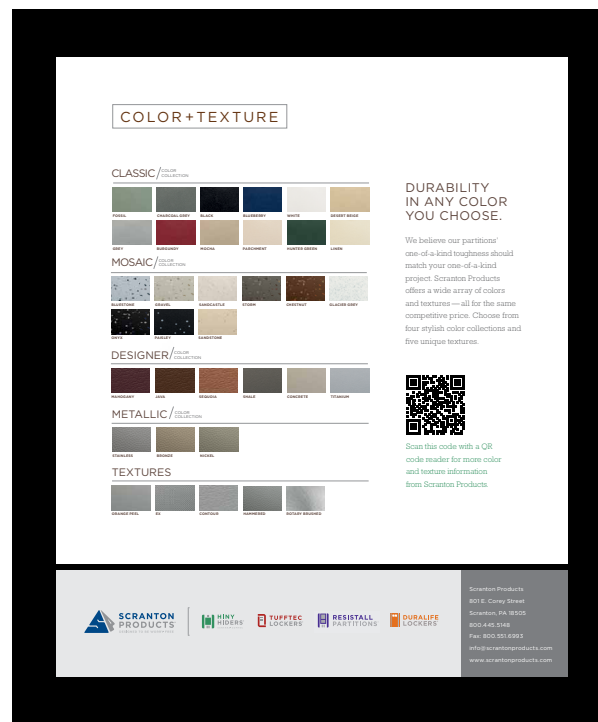 COLOR+TEXTURE
CLASSIC/COLOR COLLECTION
FOSSIL CHARCOAL GREY BLACK BLUEBERRY WHITE DESERT BEIGE
GREY BURGUNDY MOCHA PARCHMENT HUNTER GREEN LINEN
MOSAIC/COLOR COLLECTION
BLUESTONE GRAVEL SANDCASTLE STORM CHESTNUT GLACIER GREY
ONYX PAISLEY SANDSTONE
DESIGNER/COLOR COLLECTION
MAHOGANY JAVA SEQUOIA SHALE CONCRETE TITANIUM
METALLIC/COLOR COLLECTION
STAINLESS BRONZE NICKEL
TEXTURES
ORANGE PEEL EX CONTOUR HAMMERED ROTARY BRUSHED
DURABILITY
IN ANY COLOR
YOU CHOOSE.
We believe our partitions'
one-of-a-kind toughness should
match your one-of-a-kind
project. Scranton Products
offers a wide array of colors
and textures — all for the same
competitive price. Choose from
four stylish color collections and
five unique textures.
Scan this code with a QR
code reader for more color
and texture information
from Scranton Products.
SCRANTON
PRODUCTS
HINY
HIDERS
TUFFTEC
LOCKERS
RESISTALL
PARTITIONS
DURALIFE
LOCKERS
Scranton Products
801 E. Corey Street
Scranton, PA 18505
800.445.5148
Fax: 800.551.6993
info@scrantonproducts.com
www.scrantonproducts.com